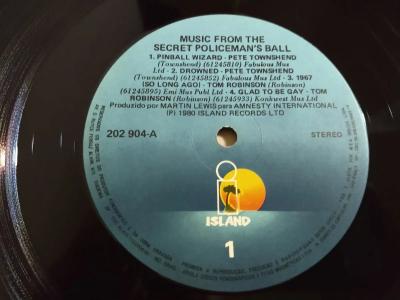 MUSIC FROM THE
SECRET POLICEMAN'S BALL
1. PINBALL WIZARD - PETE TOWNSHEND
(Townshend) (61245810) Fabulous Mus
Ltd - 2. DROWNED - PETE TOWNSHEND
(Townshend) (61245852) Fabulous Mus Ltd - 3. 1967
(SO LONG AGO) - TOM ROBINSON (Robinson)
(61245895) Emi Mus Publ Ltd - 4. GLAD TO BE GAY - TOM
ROBINSON (Robinson) (61245933) Konkwest Mus Ltd
Produzido por MARTIN LEWIS para AMNESTY INTERNATIONAL
(P) 1980 ISLAND RECORDS LTD
202 904-A
STEREO
i
ISLAND
1